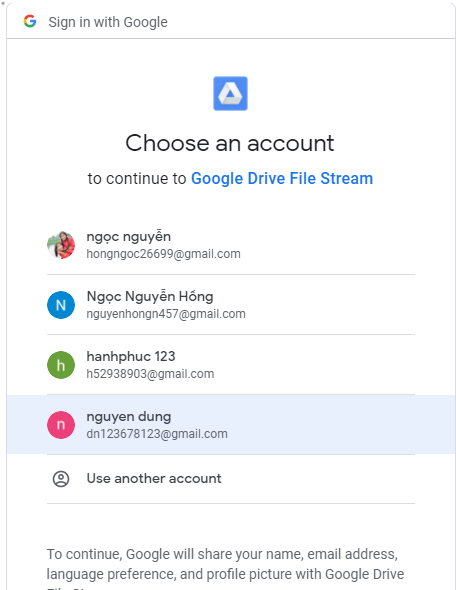 Sign in with Google
Choose an account
to continue to Google Drive File Stream
ngọc nguyễn
hongngoc26699@gmail.com
N
Ngọc Nguyễn Hồng
nguyenhongn457@gmail.com
h
hanhphuc 123
h52938903@gmail.com
n
nguyen dung
dn123678123@gmail.com
Use another account
To continue, Google will share your name, email address,
language preference, and profile picture with Google Drive